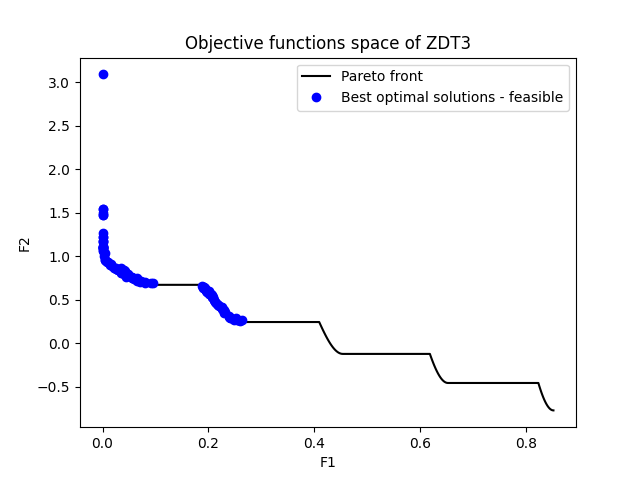 Objective functions space of ZDT3
Pareto front
Best optimal solutions - feasible
3.0
2.5
2.0
1.5
1.0
0.5
0.0
−0.5
F2
0.0 0.2 0.4 0.6 0.8
F1